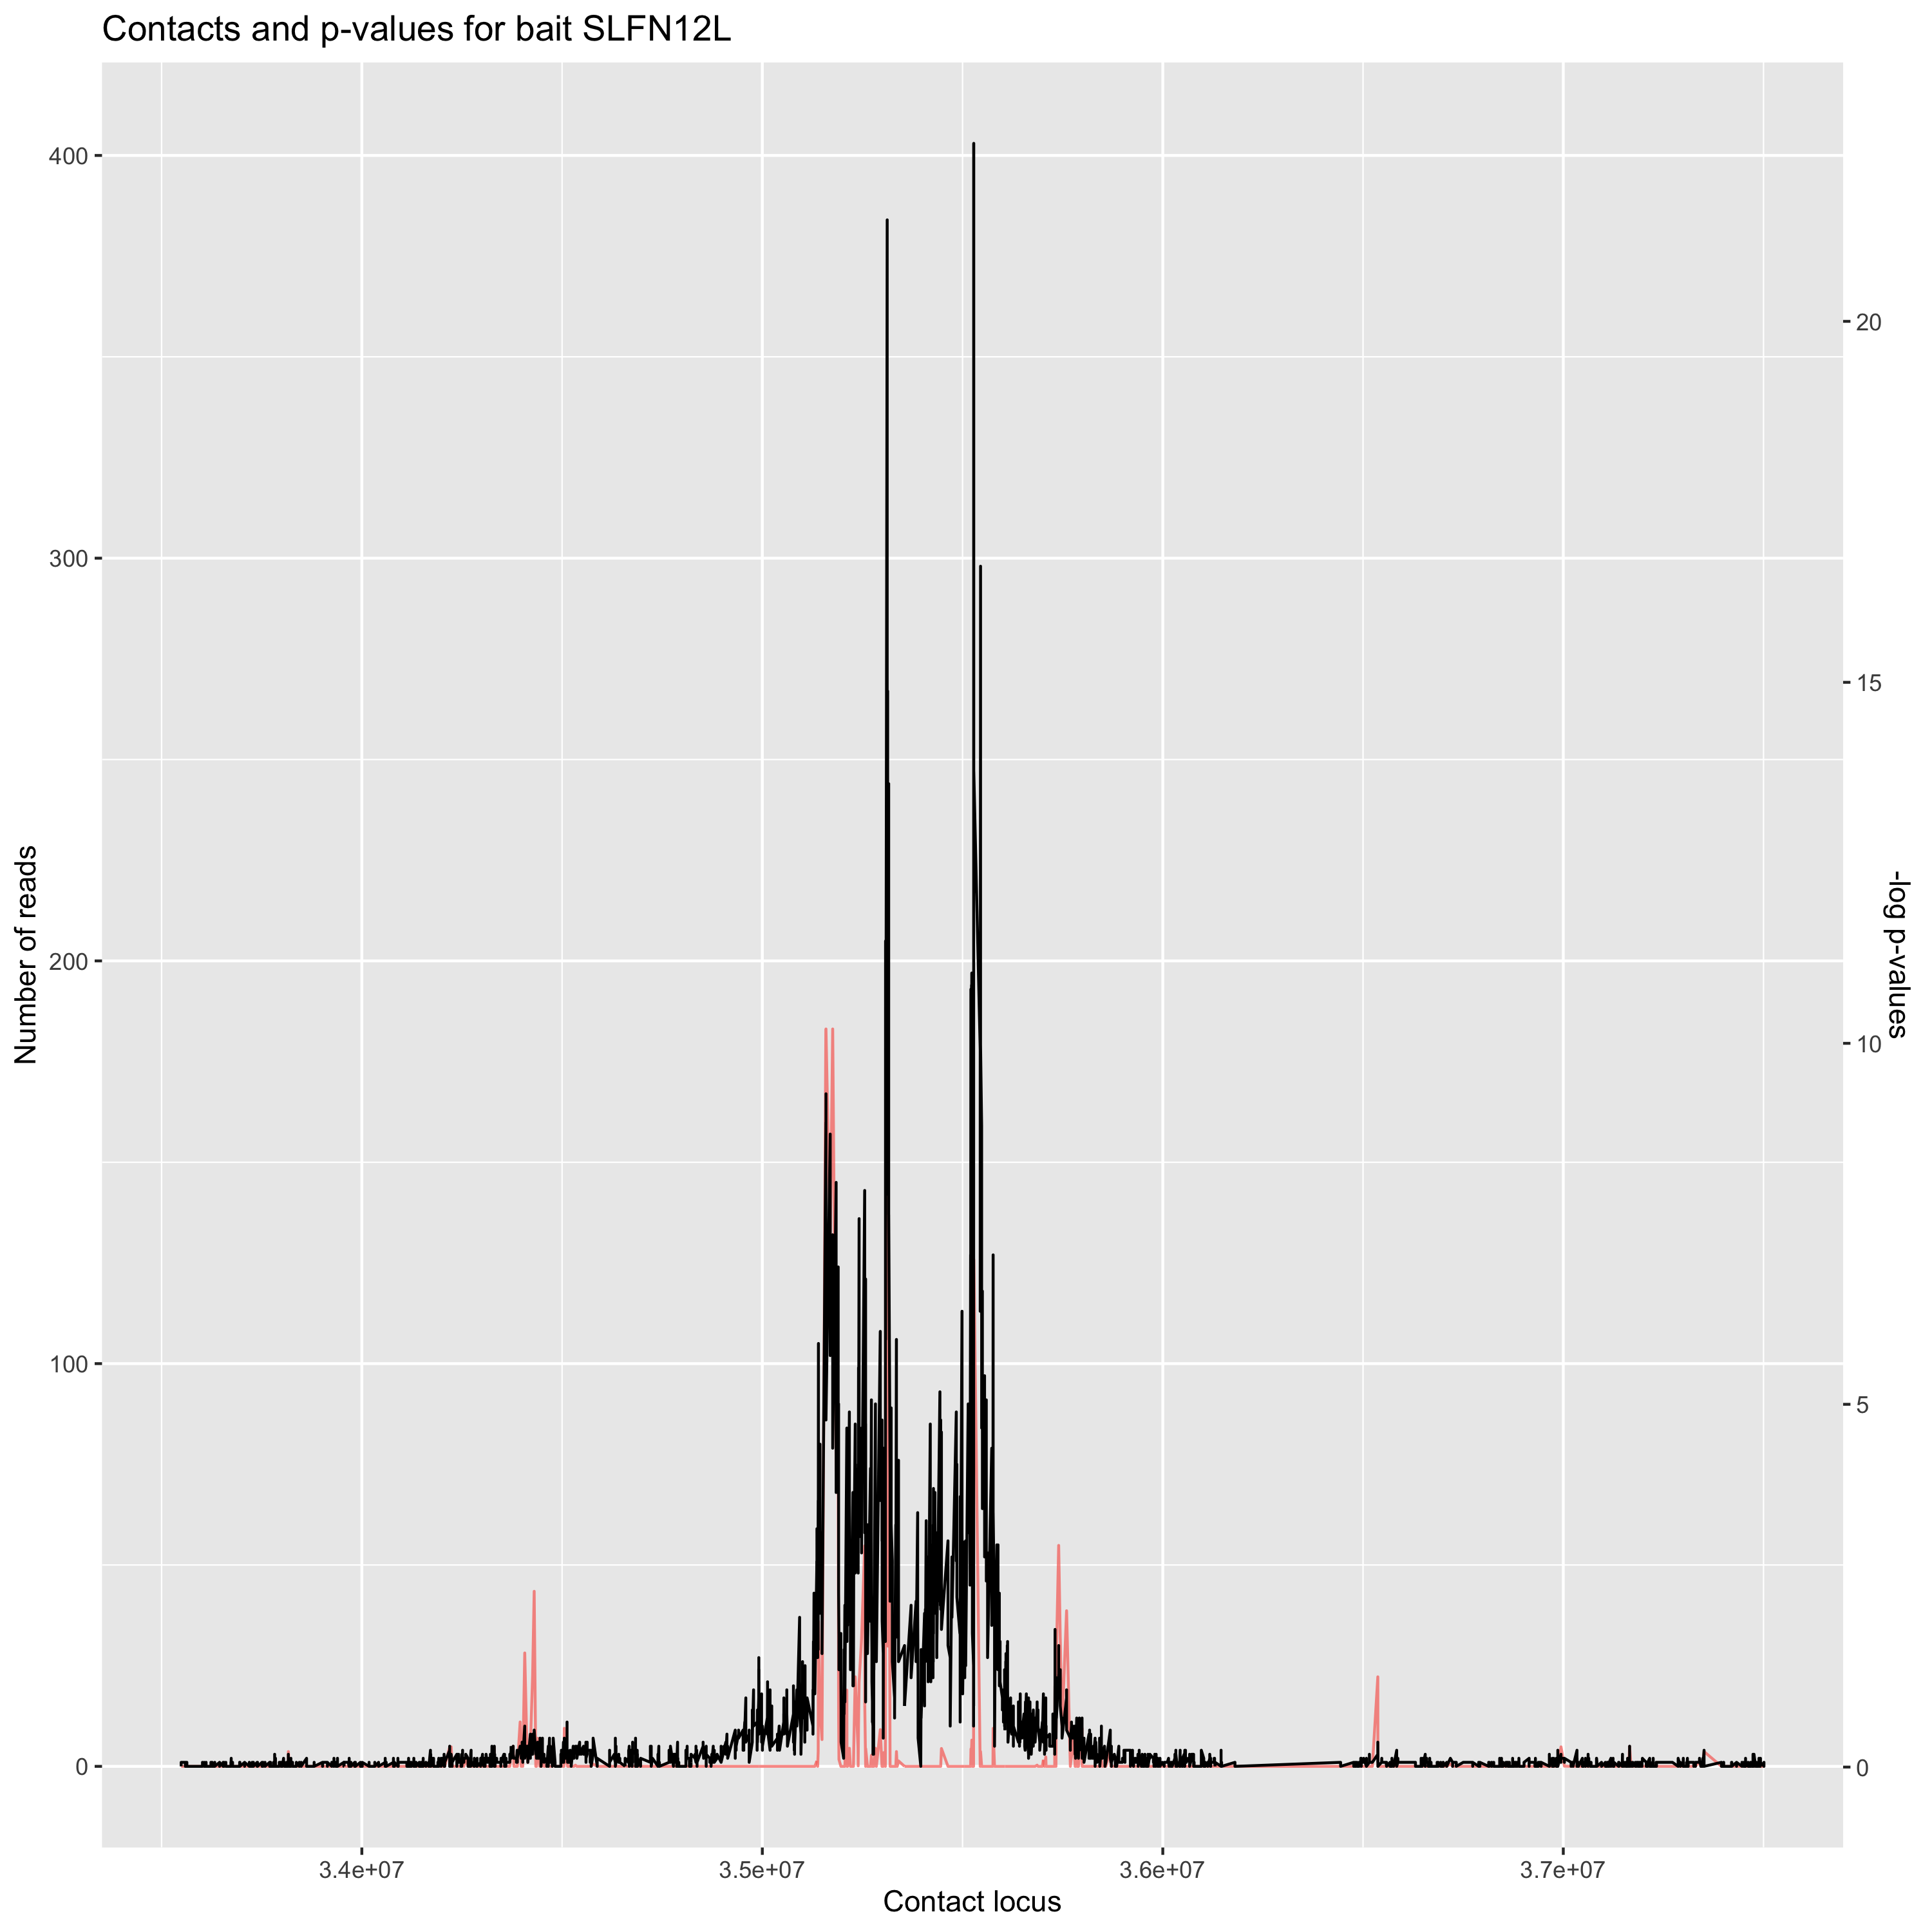 Contacts and p-values for bait SLFN12L
400
300
200
100
0
Number of reads
20
15
10
5
0
-log p-values
3.4e+07
3.5e+07
3.6e+07
3.7e+07
Contact locus